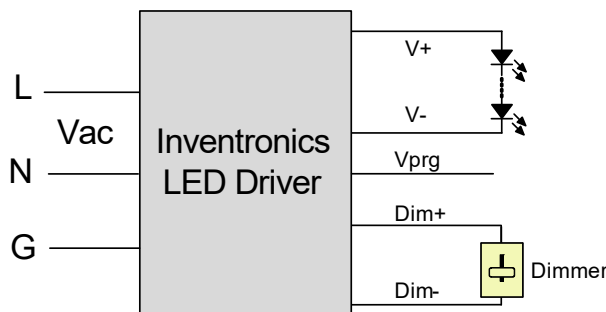 L
Vac
N
G
Inventronics
LED Driver
V+
V-
Vprg
Dim+
Dim-
Dimmer